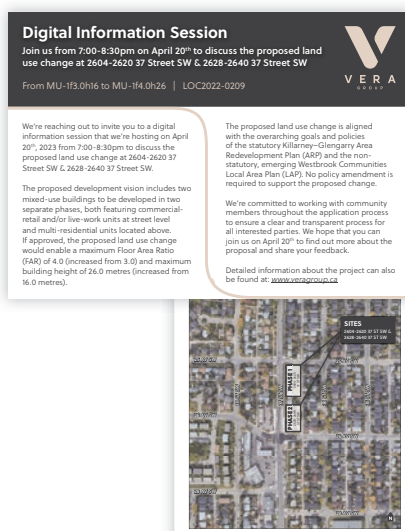 Digital Information Session
Join us from 7:00-8:30pm on April 20th to discuss the proposed land
use change at 2604-2620 37 Street SW & 2628-2640 37 Street SW
From MU-1f3.0h16 to MU-1f4.0h26 | LOC2022-0209
VERA
GROUP
We're reaching out to invite you to a digital
information session that we're hosting on April
20th, 2023 from 7:00-8:30pm to discuss the
proposed land use change at 2604-2620 37
Street SW & 2628-2640 37 Street SW.
The proposed development vision includes two
mixed-use buildings to be developed in two
separate phases, both featuring commercial-
retail and/or live-work units at street level
and multi-residential units located above.
If approved, the proposed land use change
would enable a maximum Floor Area Ratio
(FAR) of 4.0 (increased from 3.0) and maximum
building height of 26.0 metres (increased from
16.0 metres).
The proposed land use change is aligned
with the overarching goals and policies
of the statutory Killarney–Glengarry Area
Redevelopment Plan (ARP) and the non-
statutory, emerging Westbrook Communities
Local Area Plan (LAP). No policy amendment is
required to support the proposed change.
We're committed to working with community
members throughout the application process
to ensure a clear and transparent process for
all interested parties. We hope that you can
join us on April 20th to find out more about the
proposal and share your feedback.
Detailed information about the project can also
be found at: www.veragroup.ca
SITES
2604-2620 37 ST SW &
2628-2640 37 ST SW
PHASE 1
PHASE 2
N